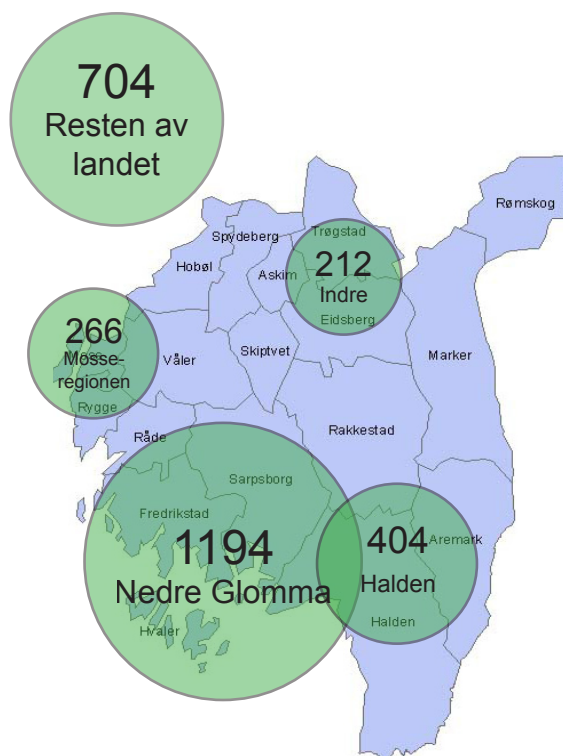 704
Resten av
landet
Rømskog
Trøgstad
Spydeberg
Hobøl
Askim
212
Indre
Eidsberg
266
Mosse-
regionen
Rygge
Våler
Skiptvet
Marker
Råde
Rakkestad
Sarpsborg
Fredrikstad
1194
Nedre Glomma
Hvaler
404
Halden
Aremark
Halden